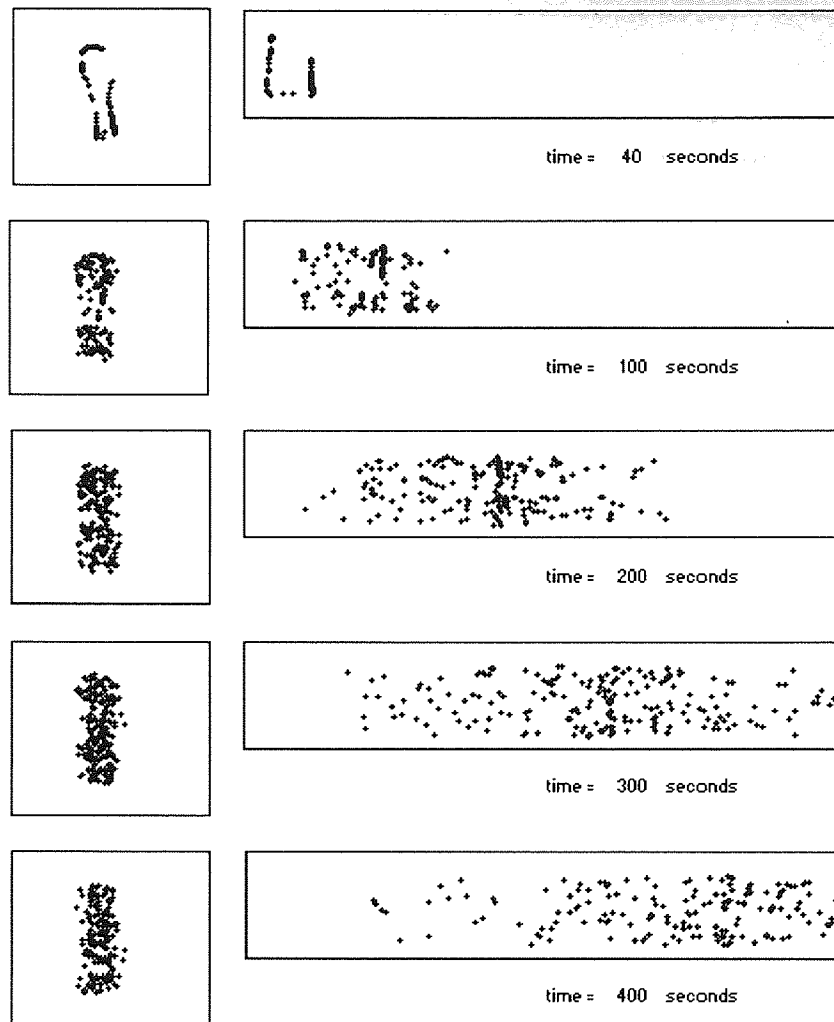 time = 40 seconds
time = 100 seconds
time = 200 seconds
time = 300 seconds
time = 400 seconds